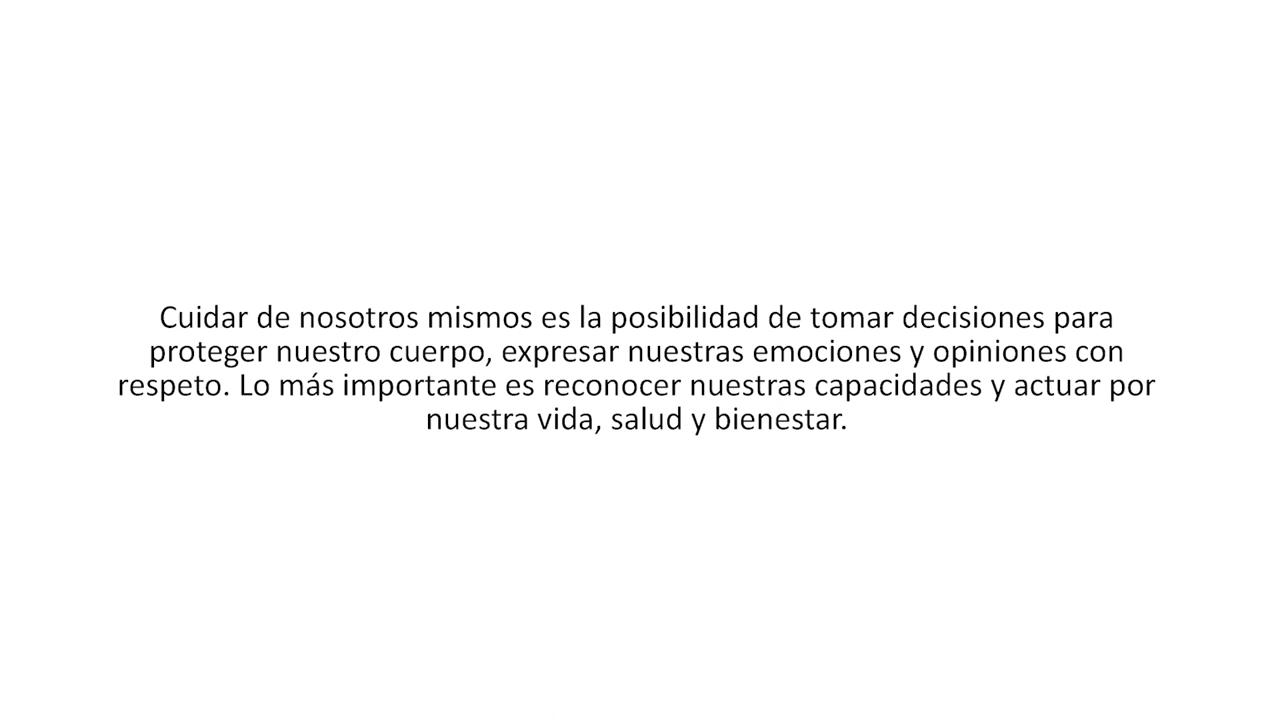 Cuidar de nosotros mismos es la posibilidad de tomar decisiones para
proteger nuestro cuerpo, expresar nuestras emociones y opiniones con
respeto. Lo más importante es reconocer nuestras capacidades y actuar por
nuestra vida, salud y bienestar.